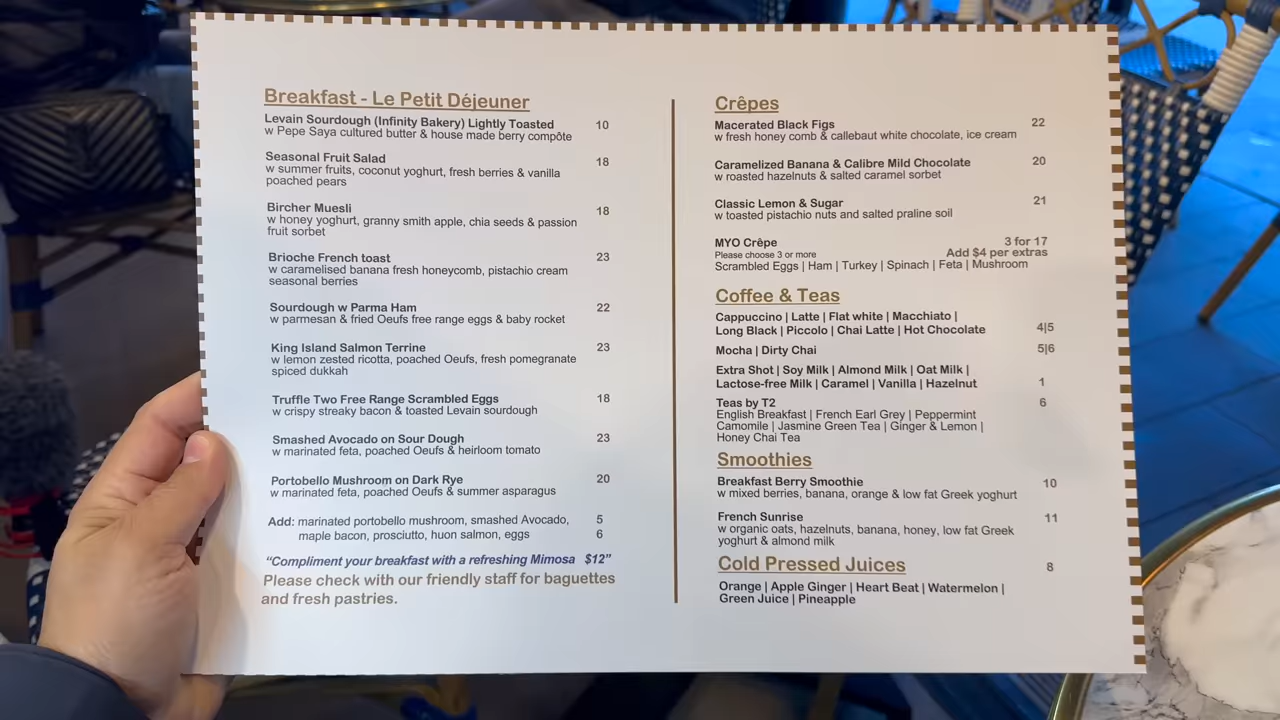 Breakfast - Le Petit Déjeuner
Levain Sourdough (Infinity Bakery) Lightly Toasted 10
w Pepe Saya cultured butter & house made berry compôte
Seasonal Fruit Salad 18
w summer fruits, coconut yoghurt, fresh berries & vanilla
poached pears
Bircher Muesli 18
w honey yoghurt, granny smith apple, chia seeds & passion
fruit sorbet
Brioche French toast 23
w caramelised banana fresh honeycomb, pistachio cream
seasonal berries
Sourdough w Parma Ham 22
w parmesan & fried Oeufs free range eggs & baby rocket
King Island Salmon Terrine 23
w lemon zested ricotta, poached Oeufs, fresh pomegranate
spiced dukkah
Truffle Two Free Range Scrambled Eggs 18
w crispy streaky bacon & toasted Levain sourdough
Smashed Avocado on Sour Dough 23
w marinated feta, poached Oeufs & heirloom tomato
Portobello Mushroom on Dark Rye 20
w marinated feta, poached Oeufs & summer asparagus
Add: marinated portobello mushroom, smashed Avocado, 5
maple bacon, prosciutto, huon salmon, eggs 6
“Compliment your breakfast with a refreshing Mimosa $12”
Please check with our friendly staff for baguettes
and fresh pastries.
Crêpes
Macerated Black Figs 22
w fresh honey comb & callebaut white chocolate, ice cream
Caramelized Banana & Calibre Mild Chocolate 20
w roasted hazelnuts & salted caramel sorbet
Classic Lemon & Sugar 21
w toasted pistachio nuts and salted praline soil
MYO Crêpe 3 for 17
Please choose 3 or more Add $4 per extras
Scrambled Eggs | Ham | Turkey | Spinach | Feta | Mushroom
Coffee & Teas
Cappuccino | Latte | Flat white | Macchiato |
Long Black | Piccolo | Chai Latte | Hot Chocolate 4|5
Mocha | Dirty Chai 5|6
Extra Shot | Soy Milk | Almond Milk | Oat Milk |
Lactose-free Milk | Caramel | Vanilla | Hazelnut 1
Teas by T2 6
English Breakfast | French Earl Grey | Peppermint
Camomile | Jasmine Green Tea | Ginger & Lemon |
Honey Chai Tea
Smoothies
Breakfast Berry Smoothie 10
w mixed berries, banana, orange & low fat Greek yoghurt
French Sunrise 11
w organic oats, hazelnuts, banana, honey, low fat Greek
yoghurt & almond milk
Cold Pressed Juices 8
Orange | Apple Ginger | Heart Beat | Watermelon |
Green Juice | Pineapple